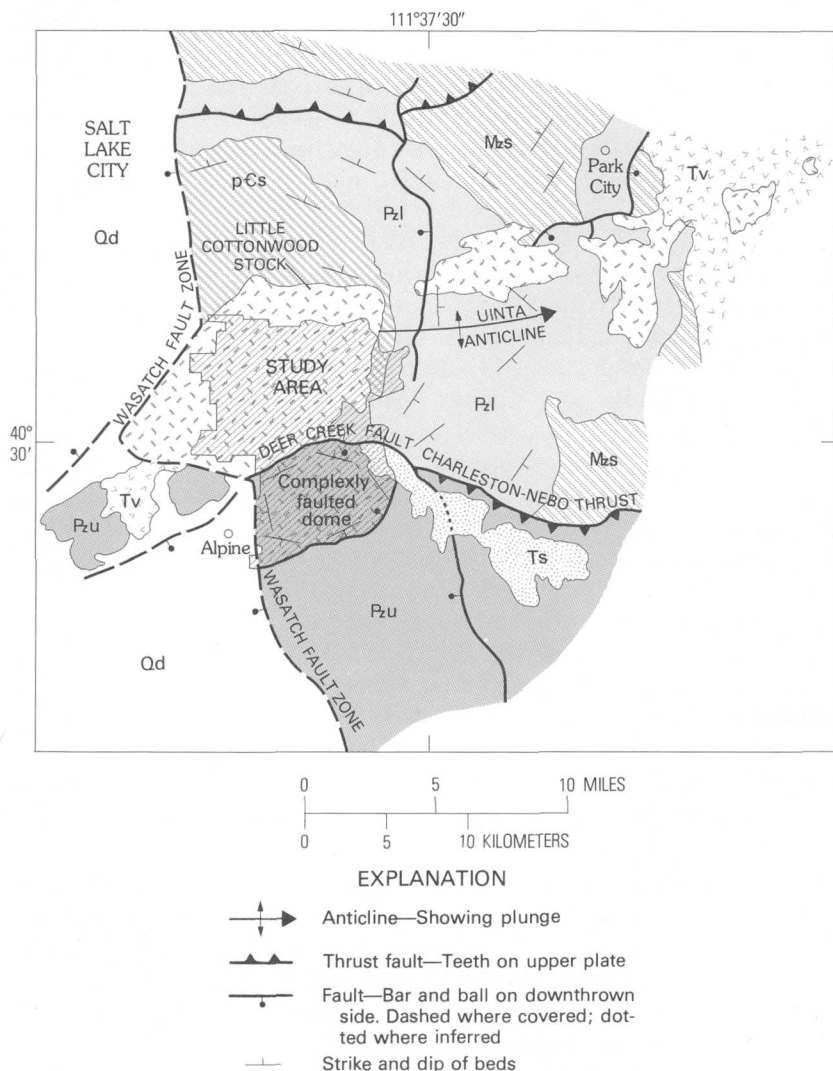 111°37'30"
SALT
LAKE
CITY
Qd
p-Cs
LITTLE
COTTONWOOD
STOCK
Pzl
Mzs
Park
City
Tv
WASATCH FAULT ZONE
UINTA
ANTICLINE
STUDY
AREA
Pzl
40°
30'
DEER CREEK FAULT
CHARLESTON-NEBO THRUST
Mzs
Complexly
faulted
dome
Tv
Pzu
Alpine
Ts
Pzu
WASATCH FAULT ZONE
Qd
0 5 10 MILES
0 5 10 KILOMETERS
EXPLANATION
Anticline—Showing plunge
Thrust fault—Teeth on upper plate
Fault—Bar and ball on downthrown
side. Dashed where covered; dot-
ted where inferred
Strike and dip of beds